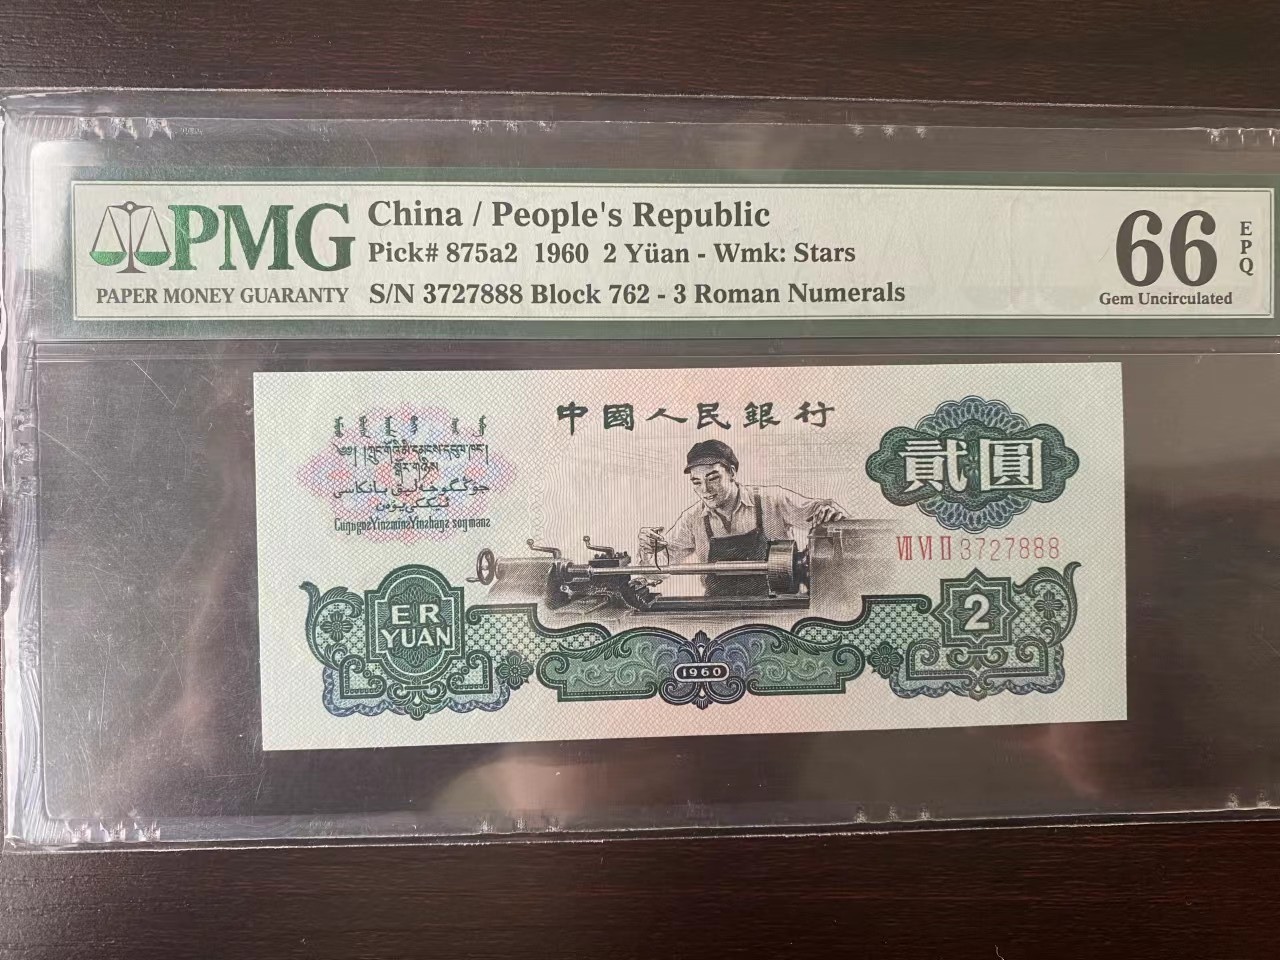 PMG
PAPER MONEY GUARANTY
China / People's Republic
Pick# 875a2 1960 2 Yüan - Wmk: Stars
S/N 3727888 Block 762 - 3 Roman Numerals
66 EPQ
Gem Uncirculated
中國人民銀行
貳圓
VII VI II 3727888
ER
YUAN
2
1960